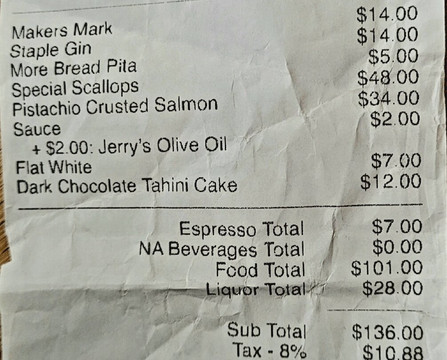 Makers Mark $14.00
Staple Gin $14.00
More Bread Pita $5.00
Special Scallops $48.00
Pistachio Crusted Salmon $34.00
Sauce $2.00
+ $2.00: Jerry's Olive Oil
Flat White $7.00
Dark Chocolate Tahini Cake $12.00
Espresso Total $7.00
NA Beverages Total $0.00
Food Total $101.00
Liquor Total $28.00
Sub Total $136.00
Tax - 8% $10.88